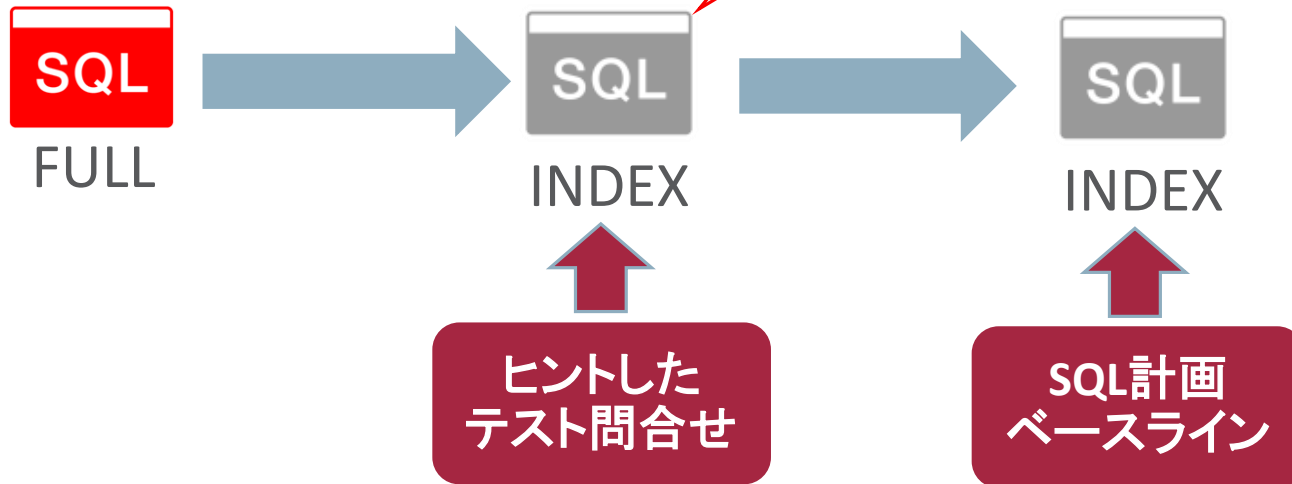 SQL
FULL
SQL
INDEX
SQL
INDEX
ヒントした
テスト問合せ
SQL計画
ベースライン